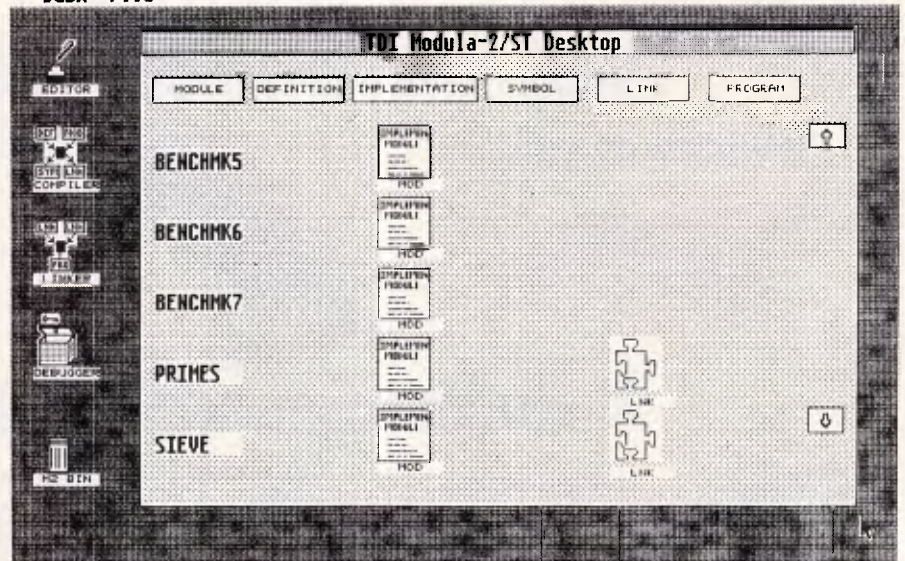 TDI Modula-2/ST Desktop
EDITOR
MODULE DEFINITION IMPLEMENTATION SYMBOL LINK PROGRAM
COMPILER
BENCHMK5
MOD
BENCHMK6
MOD
LINKER
BENCHMK7
MOD
DEBUGGER
PRIMES
MOD
LINK
SIEVE
MOD
LINK
M2 BIN